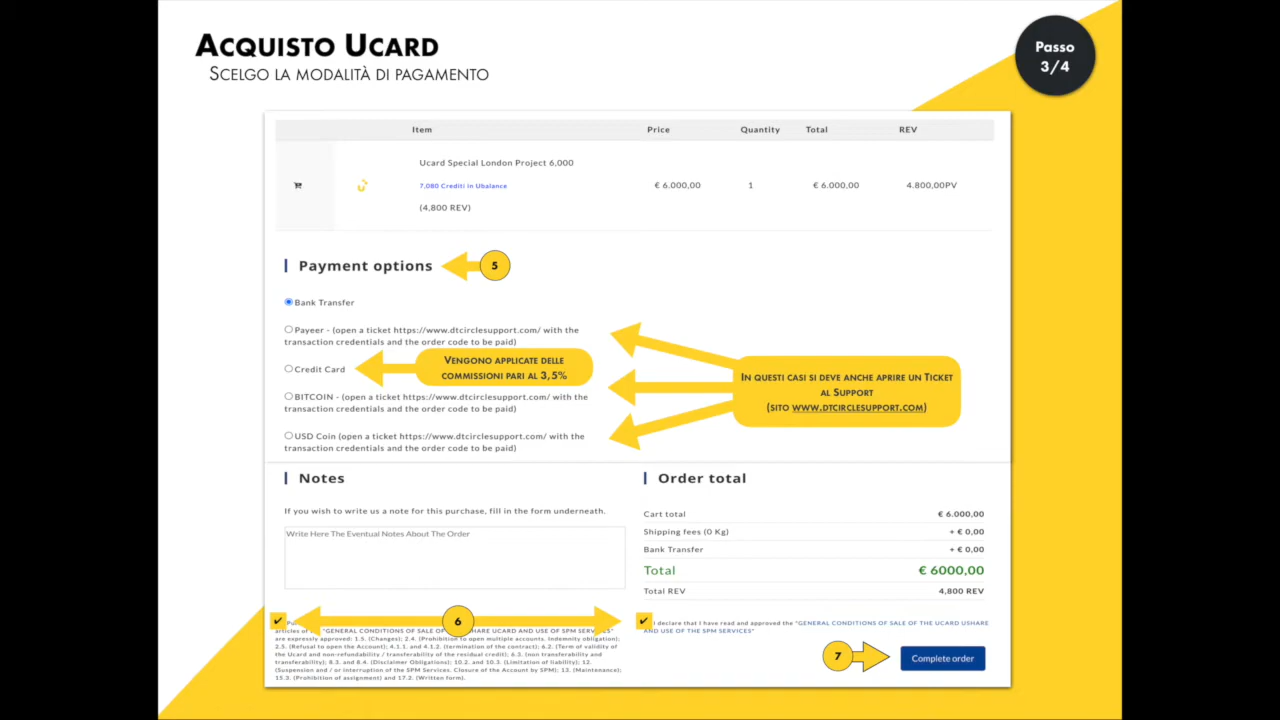 Acquisto Ucard
Scelgo la modalità di pagamento
Passo
3/4
Item Price Quantity Total REV
Ucard Special London Project 6,000
7,080 Crediti in Ubalance
(4,800 REV)
€ 6.000,00 1 € 6.000,00 4.800,00PV
Payment options
5
Bank Transfer
Payeer - (open a ticket https://www.dtcirclesupport.com/ with the
transaction credentials and the order code to be paid)
Credit Card
Vengono applicate delle
commissioni pari al 3,5%
BITCOIN - (open a ticket https://www.dtcirclesupport.com/ with the
transaction credentials and the order code to be paid)
USD Coin (open a ticket https://www.dtcirclesupport.com/ with the
transaction credentials and the order code to be paid)
In questi casi si deve anche aprire un Ticket
al Support
(sito www.dtcirclesupport.com)
Notes
If you wish to write us a note for this purchase, fill in the form underneath.
Write Here The Eventual Notes About The Order
Order total
Cart total € 6.000,00
Shipping fees (0 Kg) + € 0,00
Bank Transfer + € 0,00
Total € 6000,00
Total REV 4,800 REV
6
articles of the "GENERAL CONDITIONS OF SALE OF SHARE UCARD AND USE OF SPM SERVICES"
are expressly approved: 1.5. (Changes); 2.4. (Prohibition to open multiple accounts. Indemnity obligation);
2.5. (Refusal to open the Account); 4.1.1. and 4.1.2. (termination of the contract); 6.2. (Term of validity of
the Ucard and non-refundability / transferability of the residual credit); 6.3. (non transferability and
transferability); 8.3. and 8.4. (Disclaimer Obligations); 10.2. and 10.3. (Limitation of liability); 12.
(Suspension and / or interruption of the SPM Services. Closure of the Account by SPM); 13. (Maintenance);
15.3. (Prohibition of assignment) and 17.2. (Written form).
I declare that I have read and approved the "GENERAL CONDITIONS OF SALE OF THE UCARD USHARE
AND USE OF THE SPM SERVICES"
7
Complete order